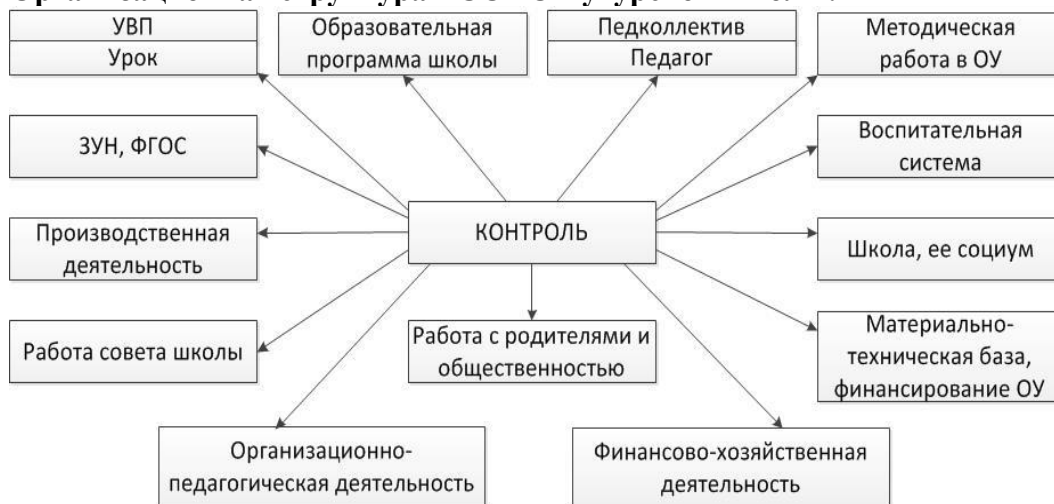 УВП
Урок
Образовательная
программа школы
Педколлектив
Педагог
Методическая
работа в ОУ
ЗУН, ФГОС
Воспитательная
система
КОНТРОЛЬ
Производственная
деятельность
Школа, ее социум
Работа совета школы
Работа с родителями и
общественностью
Материально-
техническая база,
финансирование ОУ
Организационно-
педагогическая деятельность
Финансово-хозяйственная
деятельность